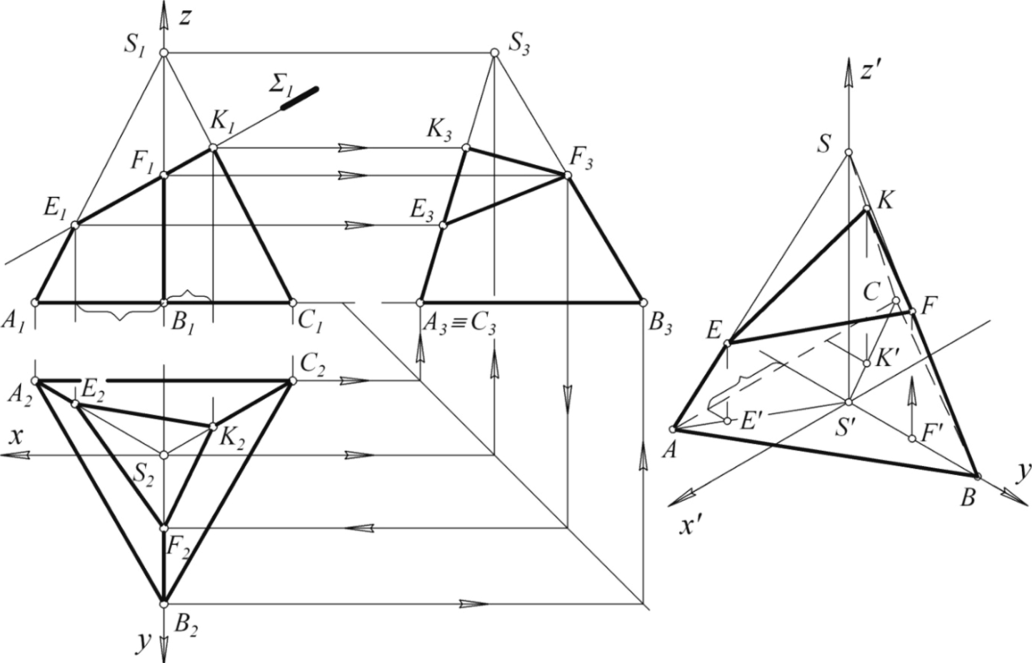 z
S₁ S₃
Σ₁
z'
K₁ K₃
F₁ F₃
S
E₁ E₃
K
A₁ B₁ C₁ A₃≡C₃ B₃
C F
E
A₂ E₂ C₂
K'
K₂
x S₂
E' S' F'
A
y
B
x'
F₂
B₂
y